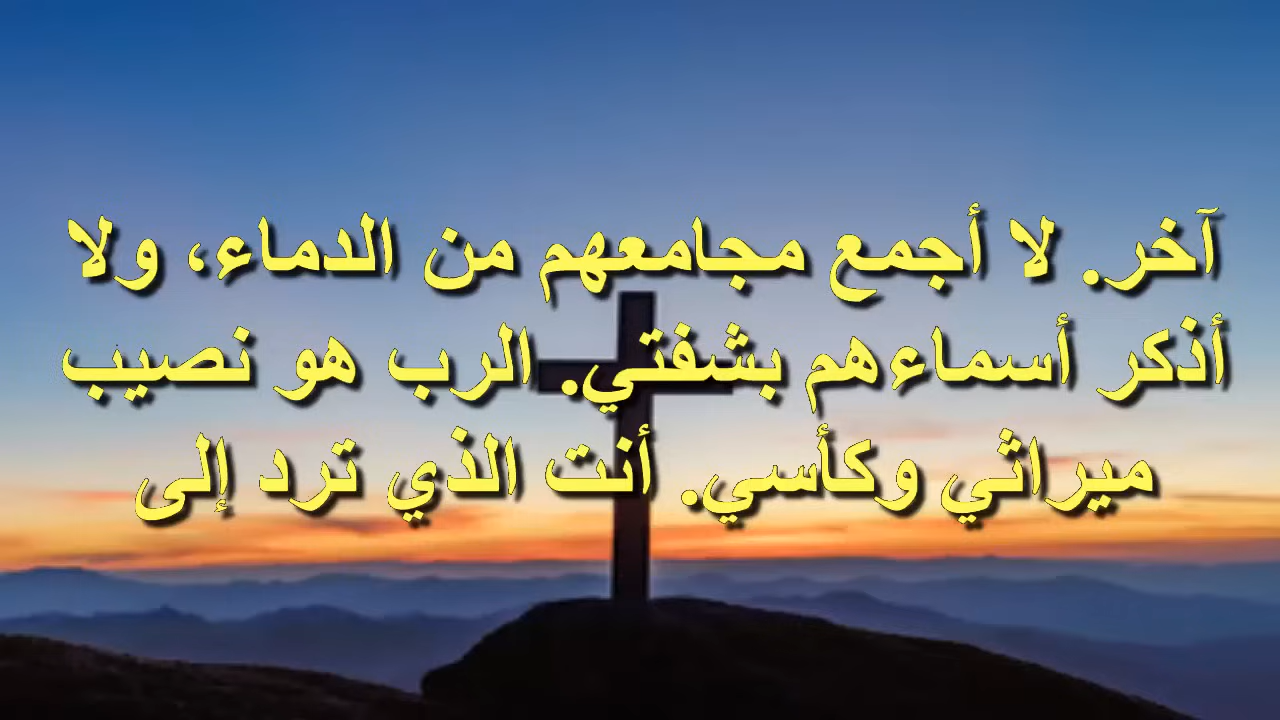 آخر. لا أجمع مجامعهم من الدماء، ولا
أذكر أسماءهم بشفتي. الرب هو نصيب
ميراثي وكأسي. أنت الذي ترد إلى